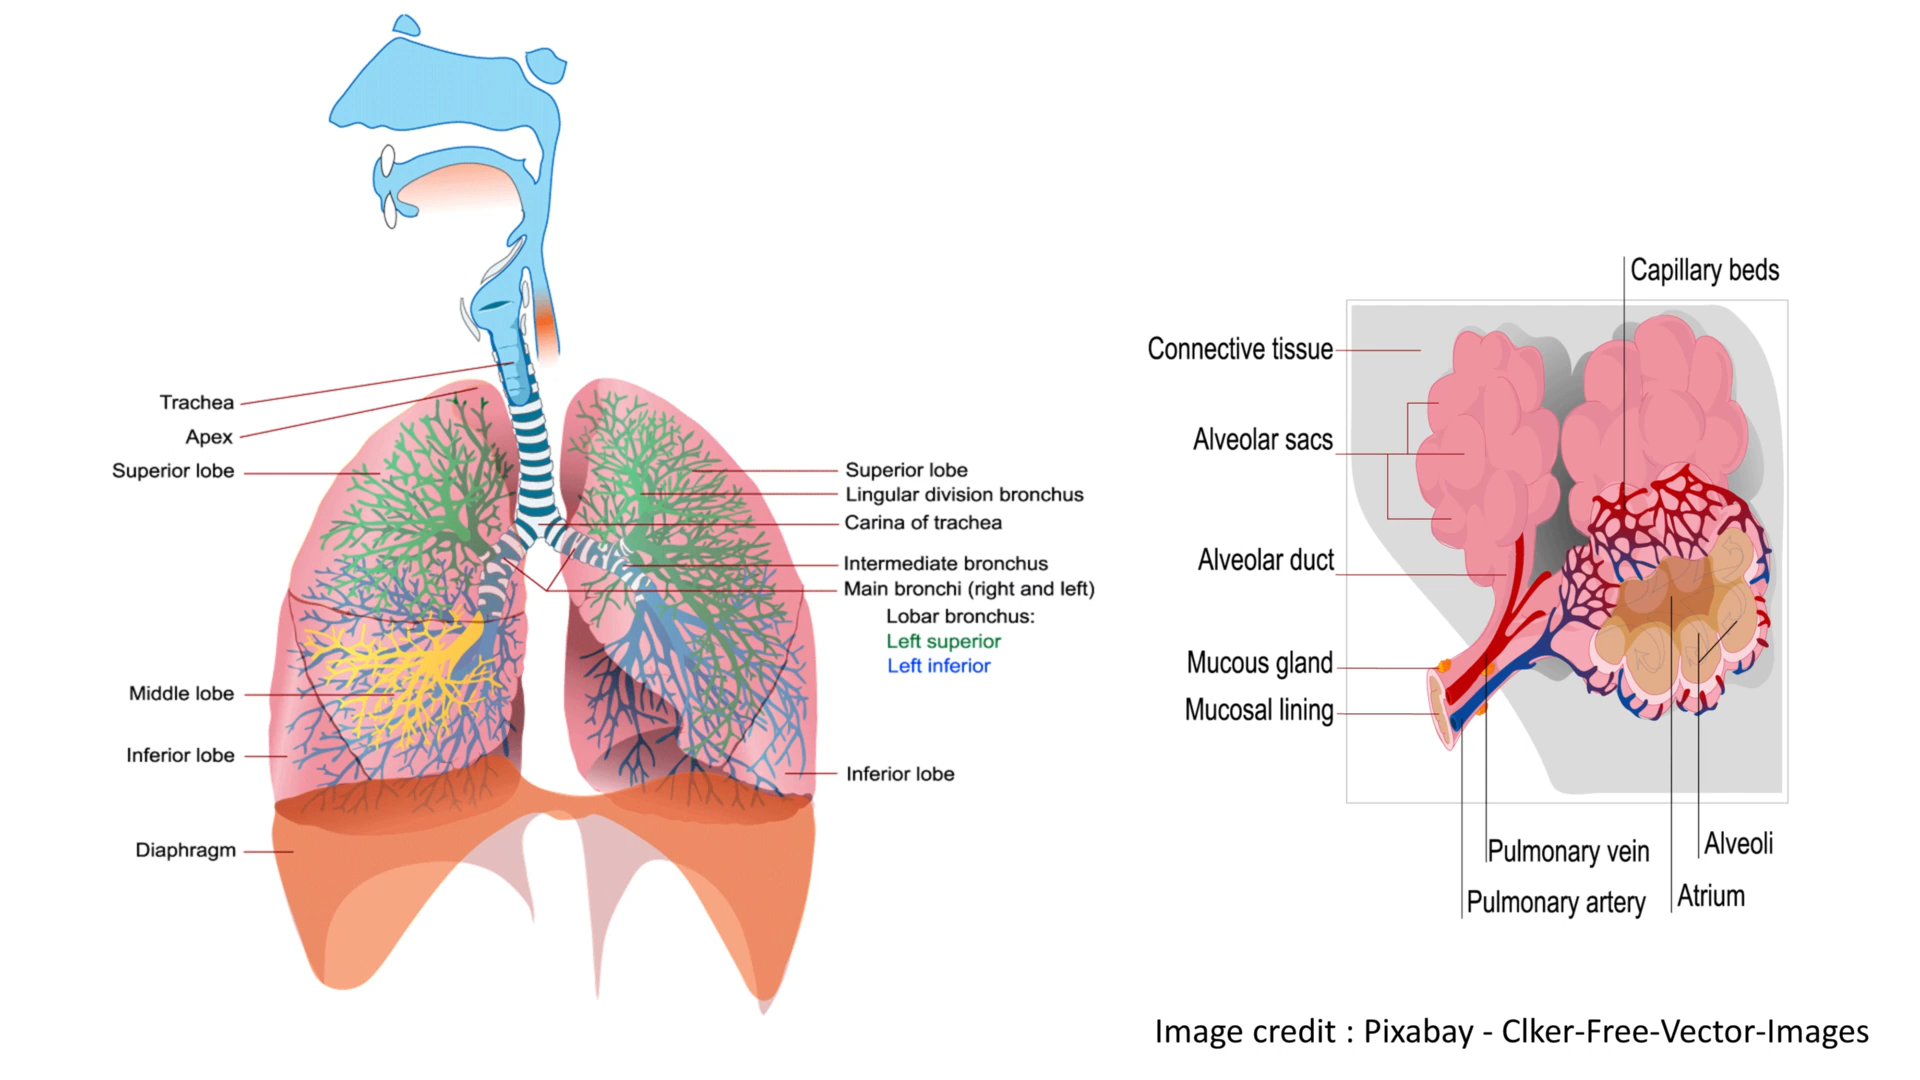 Trachea
Apex
Superior lobe
Middle lobe
Inferior lobe
Diaphragm
Superior lobe
Lingular division bronchus
Carina of trachea
Intermediate bronchus
Main bronchi (right and left)
Lobar bronchus:
Left superior
Left inferior
Inferior lobe
Capillary beds
Connective tissue
Alveolar sacs
Alveolar duct
Mucous gland
Mucosal lining
Pulmonary vein
Alveoli
Pulmonary artery
Atrium
Image credit : Pixabay - Clker-Free-Vector-Images